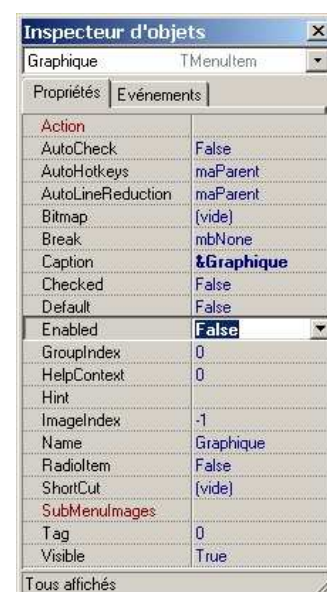 Inspecteur d'objets
Graphique TMenuItem
Propriétés Evénements
Action
AutoCheck False
AutoHotkeys maParent
AutoLineReduction maParent
Bitmap (vide)
Break mbNone
Caption &Graphique
Checked False
Default False
Enabled False
GroupIndex 0
HelpContext 0
Hint
ImageIndex -1
Name Graphique
RadioItem False
ShortCut (vide)
SubMenuImages
Tag 0
Visible True
Tous affichés